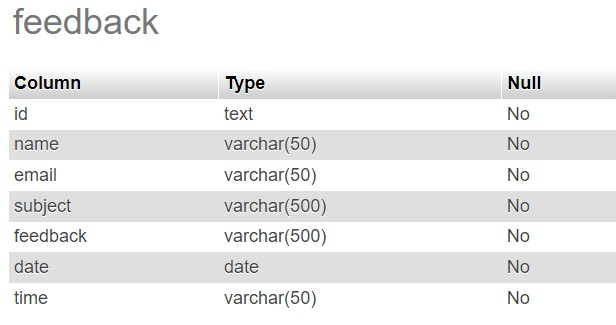 feedback
Column Type Null
id text No
name varchar(50) No
email varchar(50) No
subject varchar(500) No
feedback varchar(500) No
date date No
time varchar(50) No